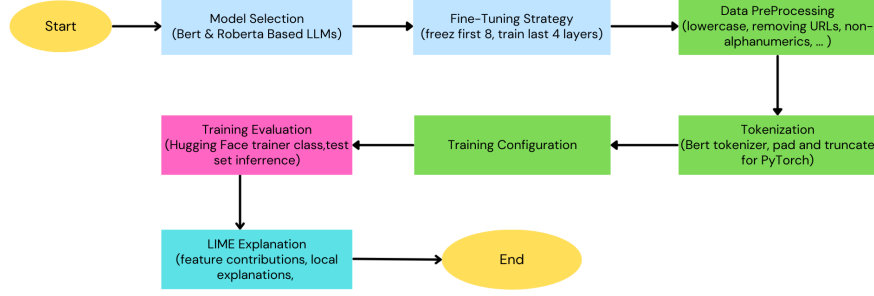 Start
Model Selection
(Bert & Roberta Based LLMs)
Fine-Tuning Strategy
(freez first 8, train last 4 layers)
Data PreProcessing
(lowercase, removing URLs, non-
alphanumerics, ... )
Tokenization
(Bert tokenizer, pad and truncate
for PyTorch)
Training Configuration
Training Evaluation
(Hugging Face trainer class,test
set inferrence)
LIME Explanation
(feature contributions, local
explanations,
End